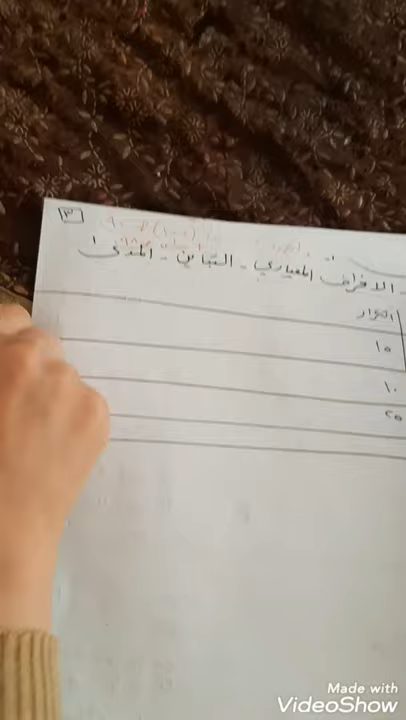 ٣
الانحراف المعياري - التباين - المدى
التكرار
١٥
١٠
٢٥
Made with
VideoShow